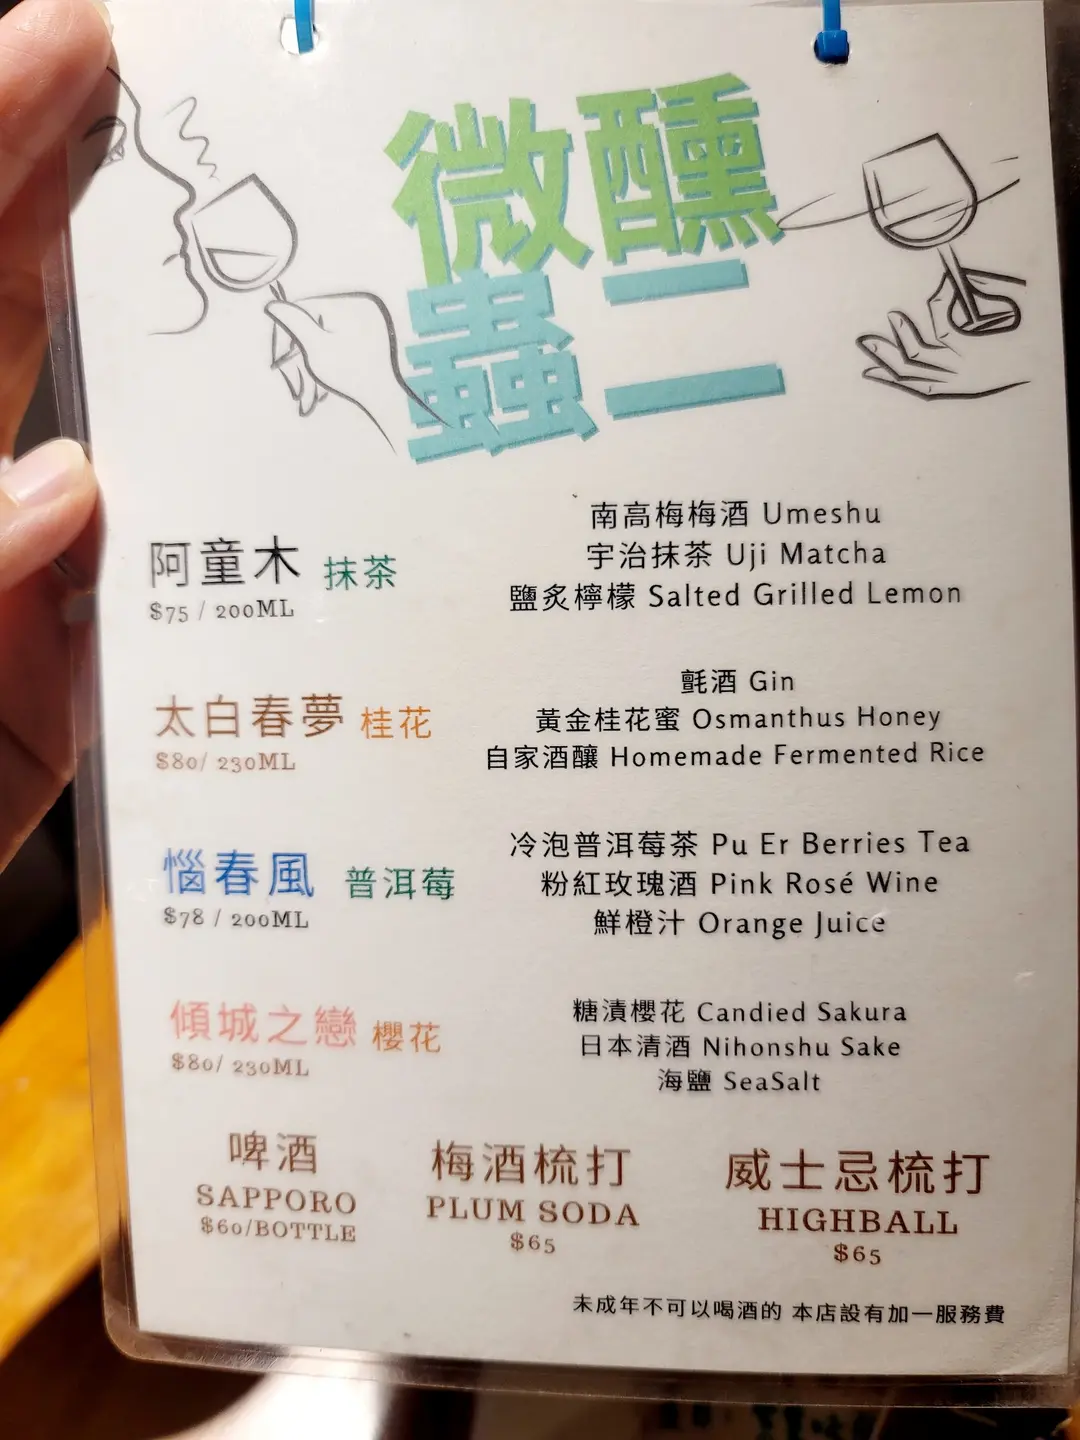 微醺
蟲二
阿童木 抹茶
$75 / 200ML
南高梅梅酒 Umeshu
宇治抹茶 Uji Matcha
鹽炙檸檬 Salted Grilled Lemon
太白春夢 桂花
$80/ 230ML
氈酒 Gin
黃金桂花蜜 Osmanthus Honey
自家酒釀 Homemade Fermented Rice
惱春風 普洱莓
$78 / 200ML
冷泡普洱莓茶 Pu Er Berries Tea
粉紅玫瑰酒 Pink Rosé Wine
鮮橙汁 Orange Juice
傾城之戀 櫻花
$80/ 230ML
糖漬櫻花 Candied Sakura
日本清酒 Nihonshu Sake
海鹽 SeaSalt
啤酒
SAPPORO
$60/BOTTLE
梅酒梳打
PLUM SODA
$65
威士忌梳打
HIGHBALL
$65
未成年不可以喝酒的 本店設有加一服務費